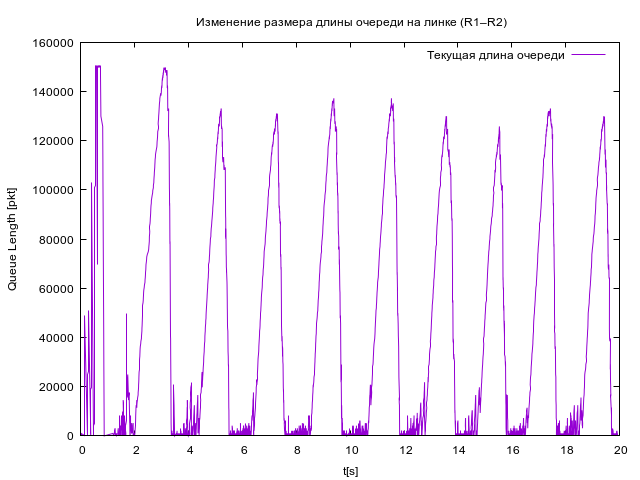 Изменение размера длины очереди на линке (R1–R2)
Текущая длина очереди
160000
140000
120000
100000
80000
60000
40000
20000
0
Queue Length [pkt]
0 2 4 6 8 10 12 14 16 18 20
t[s]